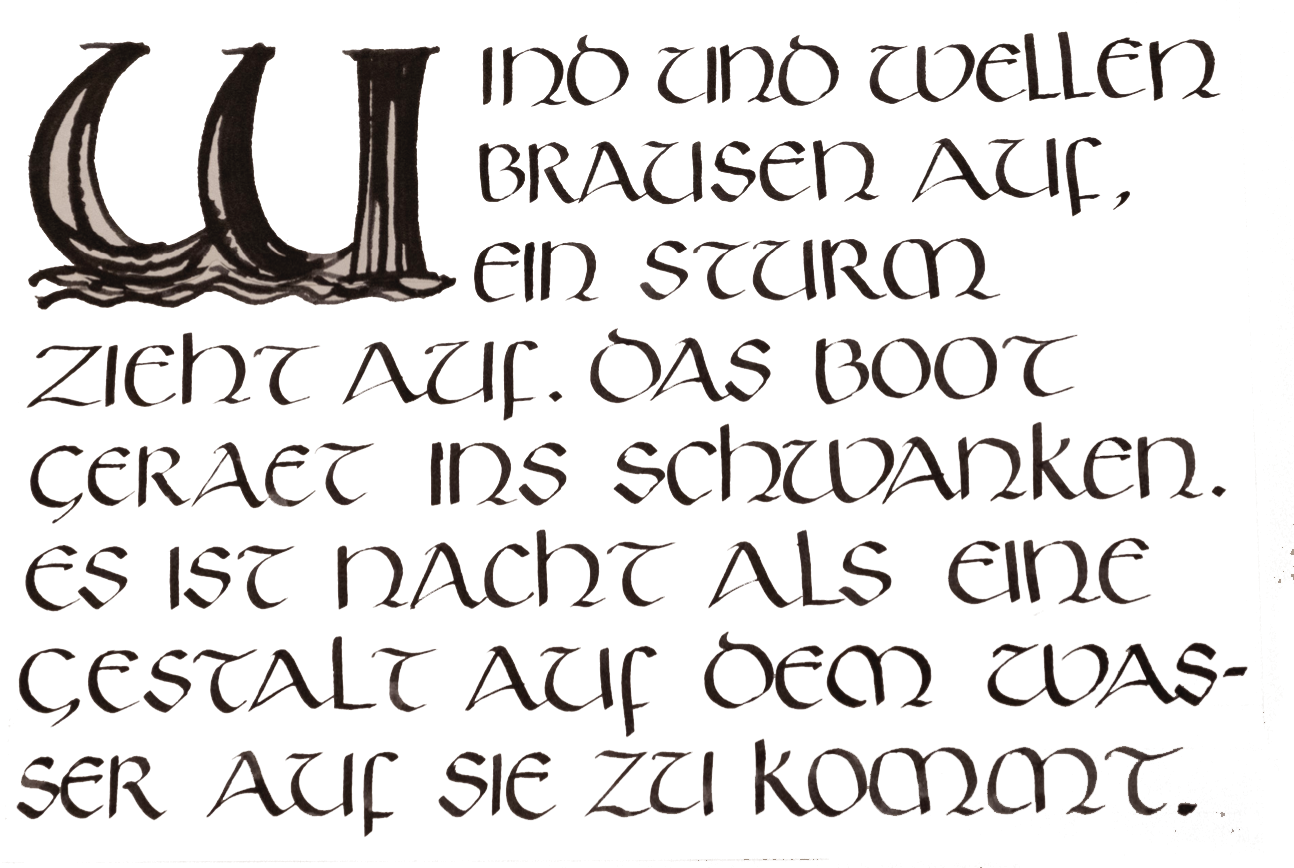 WIND UND WELLEN
BRAUSEN AUF,
EIN STURM
ZIEHT AUF. DAS BOOT
GERAET INS SCHWANKEN.
ES IST NACHT ALS EINE
GESTALT AUF DEM WAS-
SER AUF SIE ZU KOMMT.